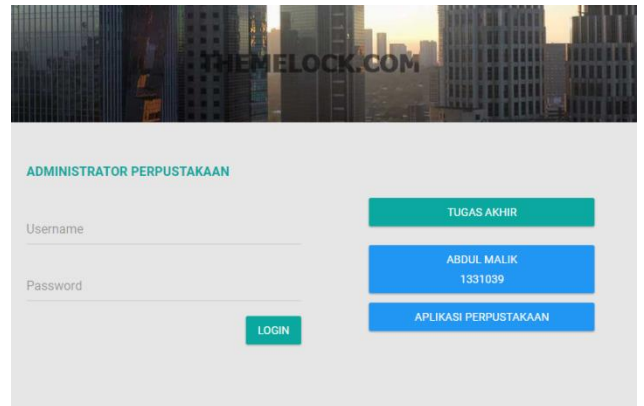 THEMELOCK.COM
ADMINISTRATOR PERPUSTAKAAN
Username
Password
LOGIN
TUGAS AKHIR
ABDUL MALIK
1331039
APLIKASI PERPUSTAKAAN